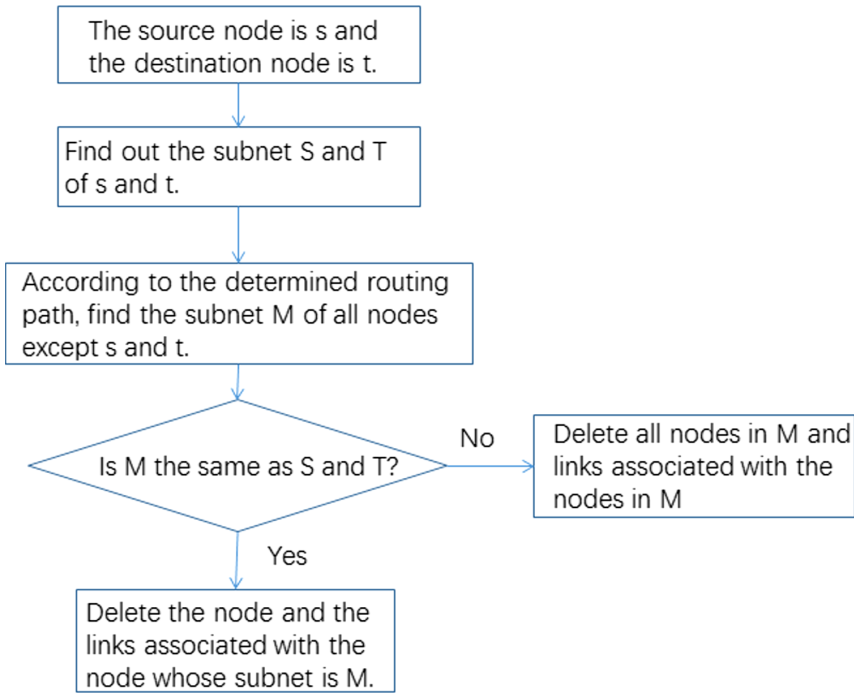 The source node is s and
the destination node is t.
Find out the subnet S and T
of s and t.
According to the determined routing
path, find the subnet M of all nodes
except s and t.
Is M the same as S and T?
No
Delete all nodes in M and
links associated with the
nodes in M
Yes
Delete the node and the
links associated with the
node whose subnet is M.